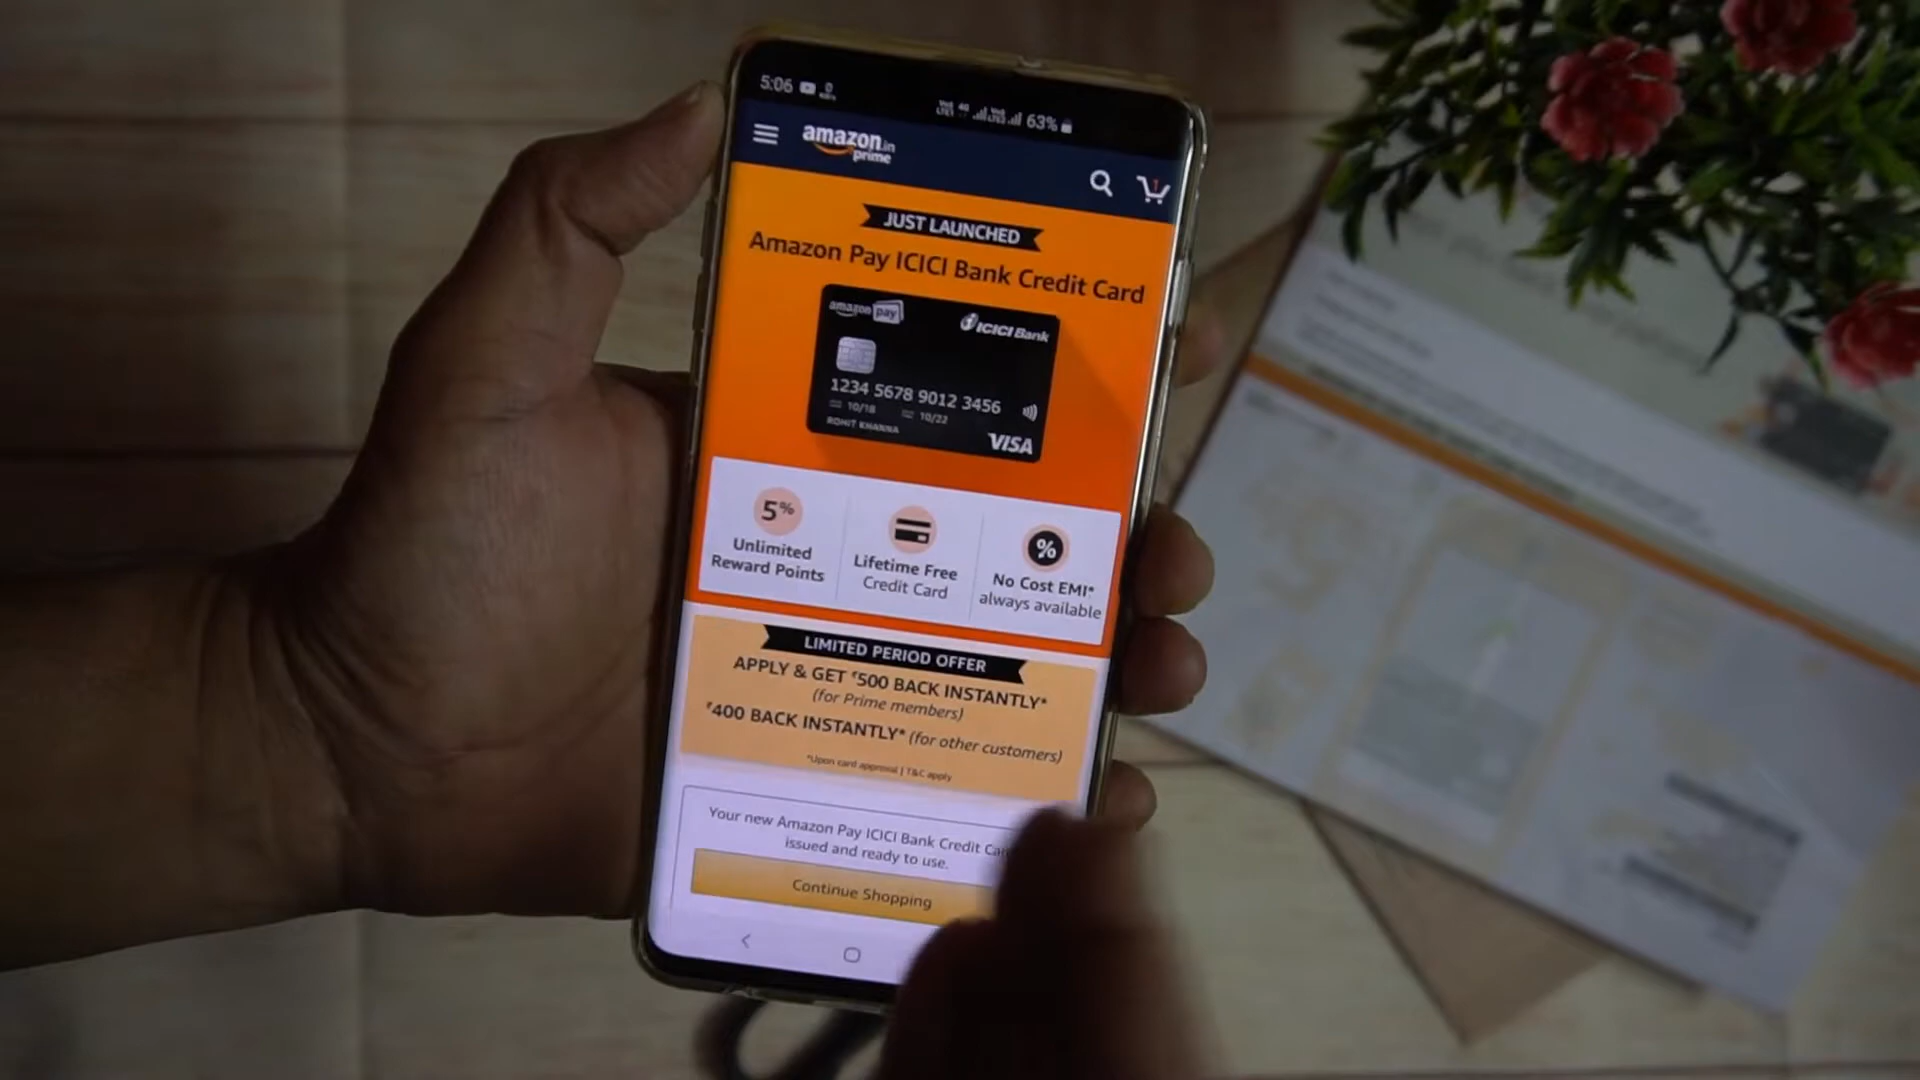 5:06
63%
amazon.in
prime
1
JUST LAUNCHED
Amazon Pay ICICI Bank Credit Card
amazon pay
ICICI Bank
1234 5678 9012 3456
10/18 10/22
ROHIT KHANNA
VISA
5%
Unlimited
Reward Points
Lifetime Free
Credit Card
%
No Cost EMI*
always available
LIMITED PERIOD OFFER
APPLY & GET ₹500 BACK INSTANTLY*
(for Prime members)
₹400 BACK INSTANTLY* (for other customers)
*Upon card approval | T&C apply
Your new Amazon Pay ICICI Bank Credit
issued and ready to use.
Continue Shopping